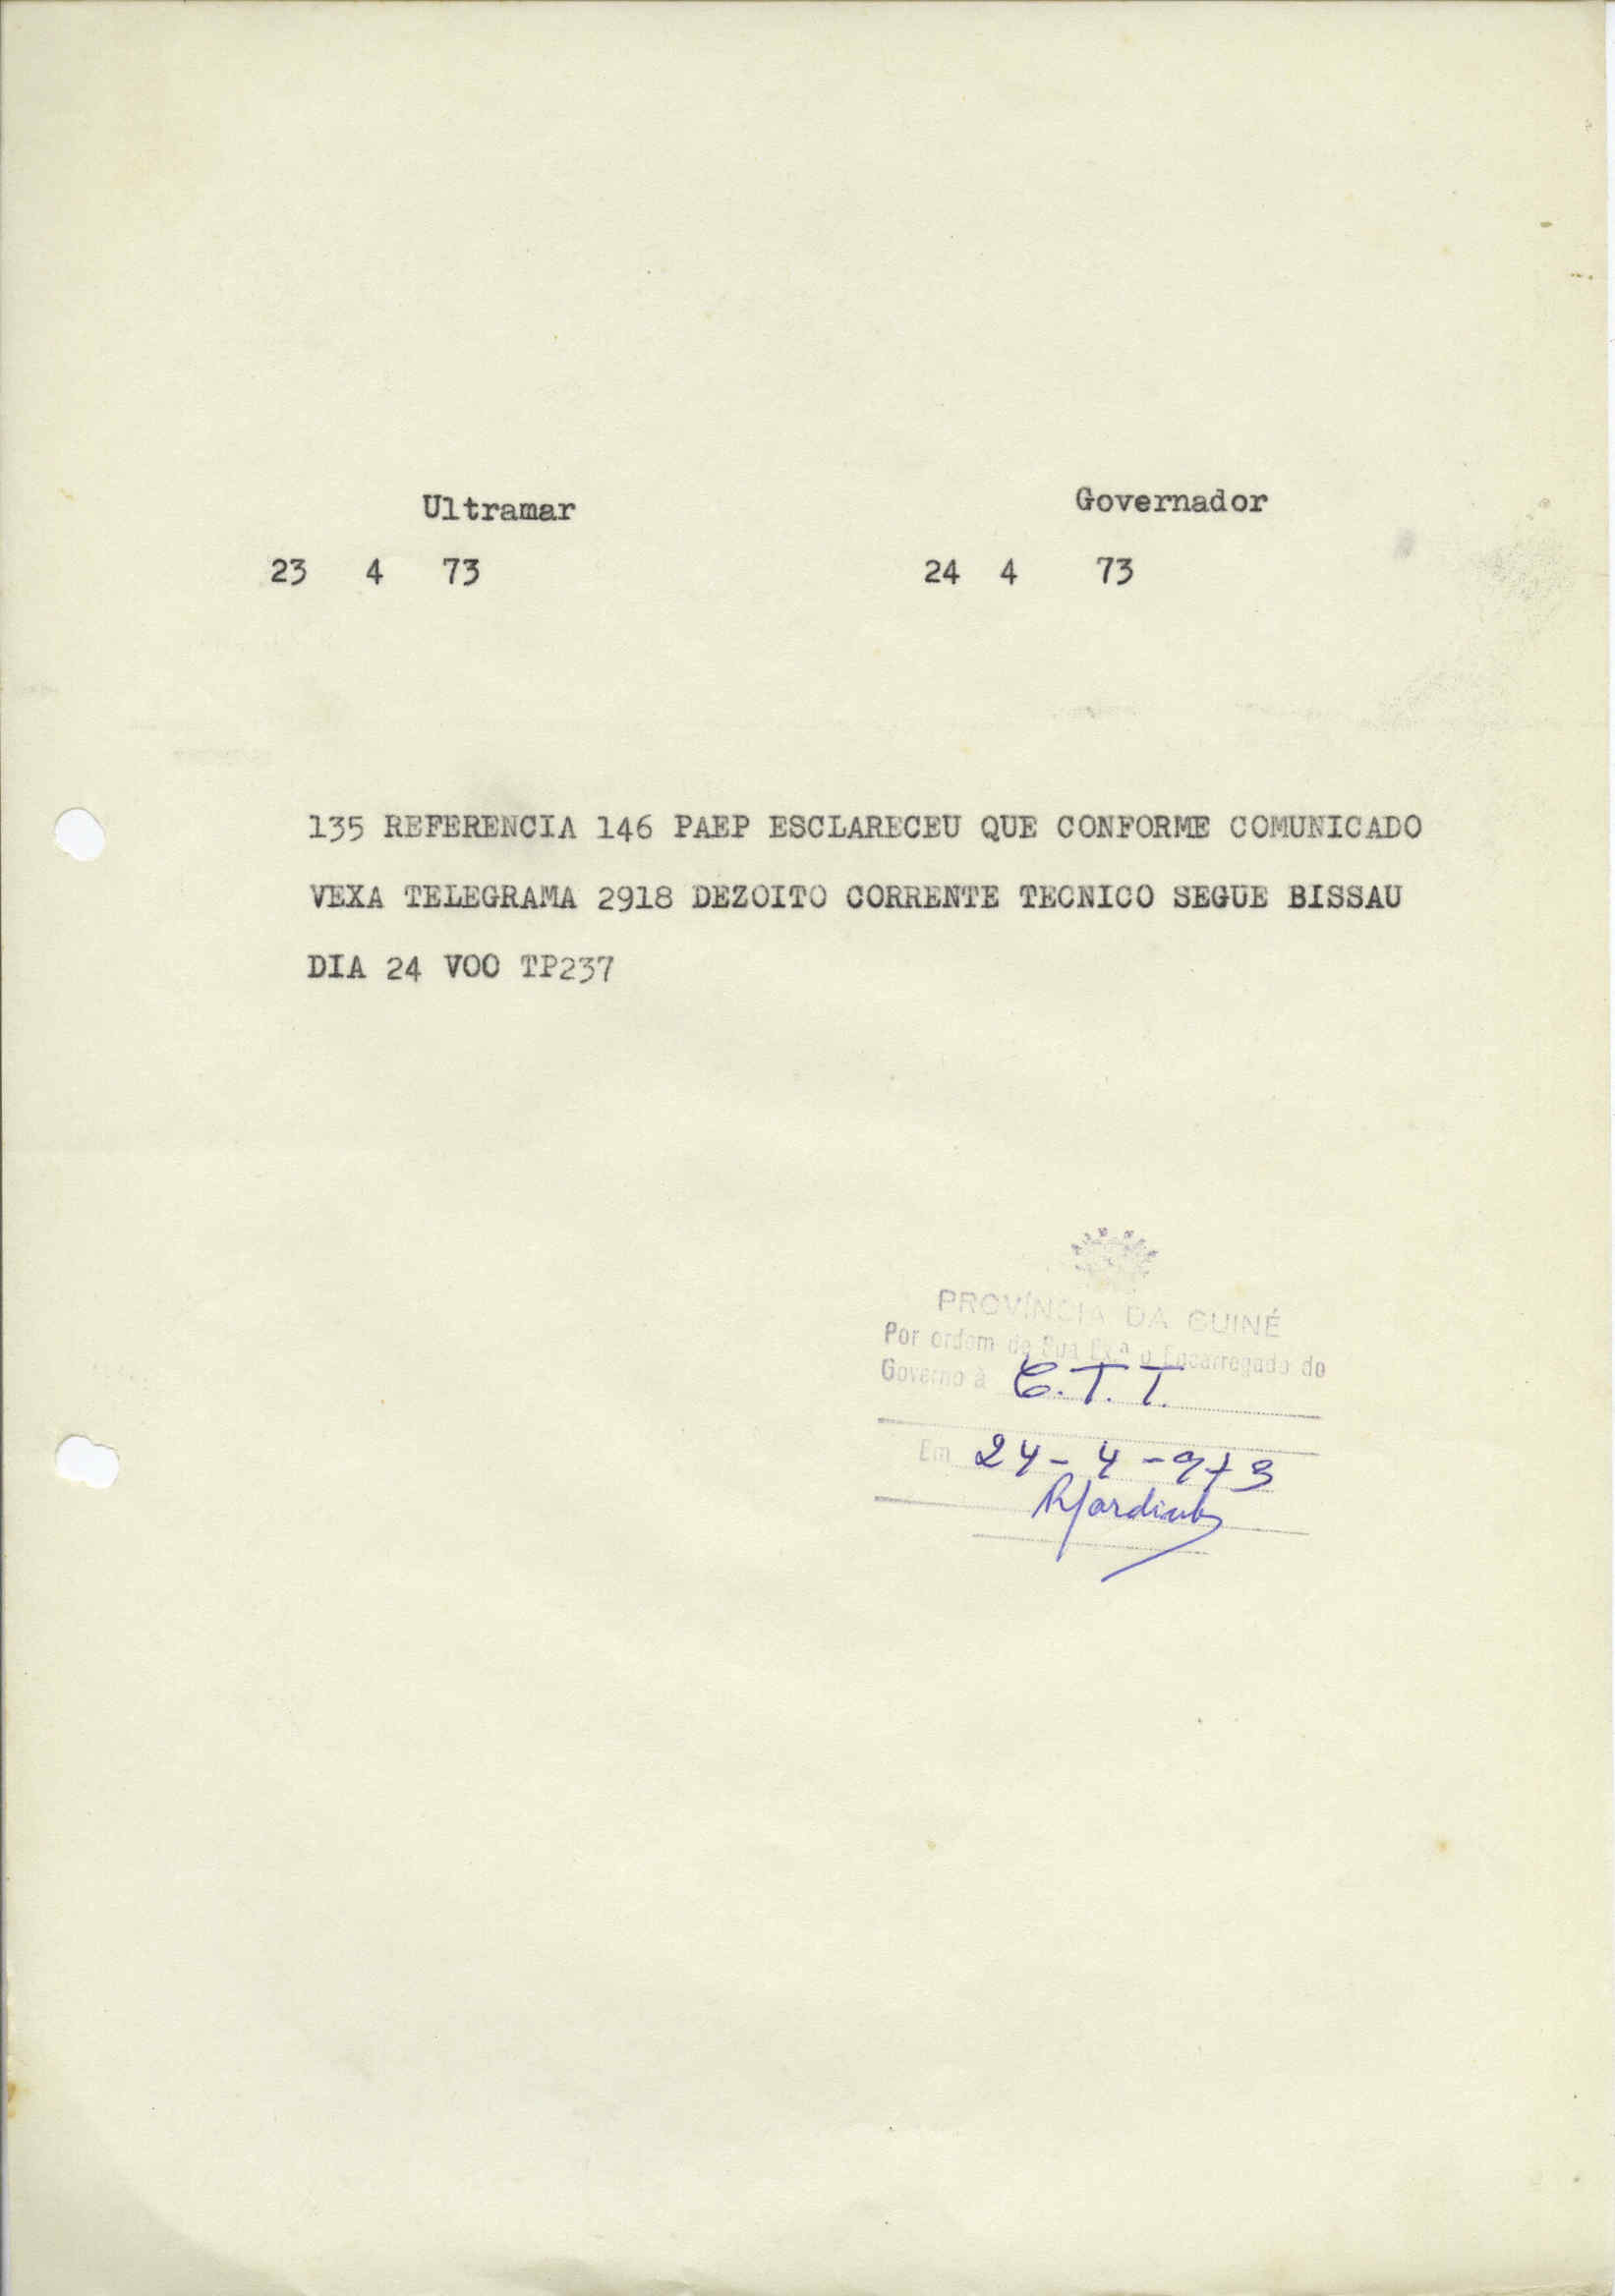 Ultramar Governador
23 4 73 24 4 73
135 REFERENCIA 146 PAEP ESCLARECEU QUE CONFORME COMUNICADO
VEXA TELEGRAMA 2918 DEZOITO CORRENTE TECNICO SEGUE BISSAU
DIA 24 VOO TP237
PROVÍNCIA DA GUINÉ
Por ordem de Sua Ex.ª o Encarregado do
Governo à C.T.T.
Em 24-4-973